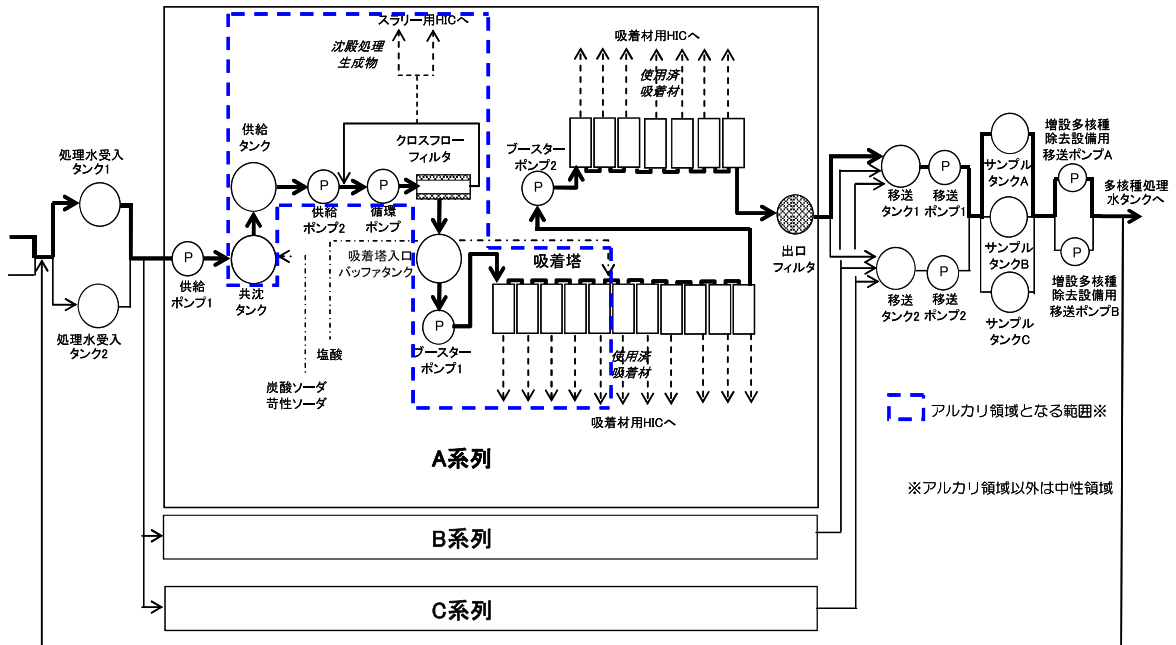 スラリー用HICへ
沈殿処理
生成物
吸着材用HICへ
使用済
吸着材
処理水受入
タンク1
処理水受入
タンク2
P
供給
ポンプ1
供給
タンク
共沈
タンク
P
供給
ポンプ2
P
循環
ポンプ
クロスフロー
フィルタ
吸着塔入口
バッファタンク
P
ブースター
ポンプ1
塩酸
炭酸ソーダ
苛性ソーダ
ブースター
ポンプ2
P
吸着塔
使用済
吸着材
吸着材用HICへ
出口
フィルタ
移送
タンク1
P
移送
ポンプ1
移送
タンク2
P
移送
ポンプ2
サンプル
タンクA
サンプル
タンクB
サンプル
タンクC
増設多核種
除去設備用
移送ポンプA
P
P
増設多核種
除去設備用
移送ポンプB
多核種処理
水タンクへ
アルカリ領域となる範囲※
※アルカリ領域以外は中性領域
A系列
B系列
C系列